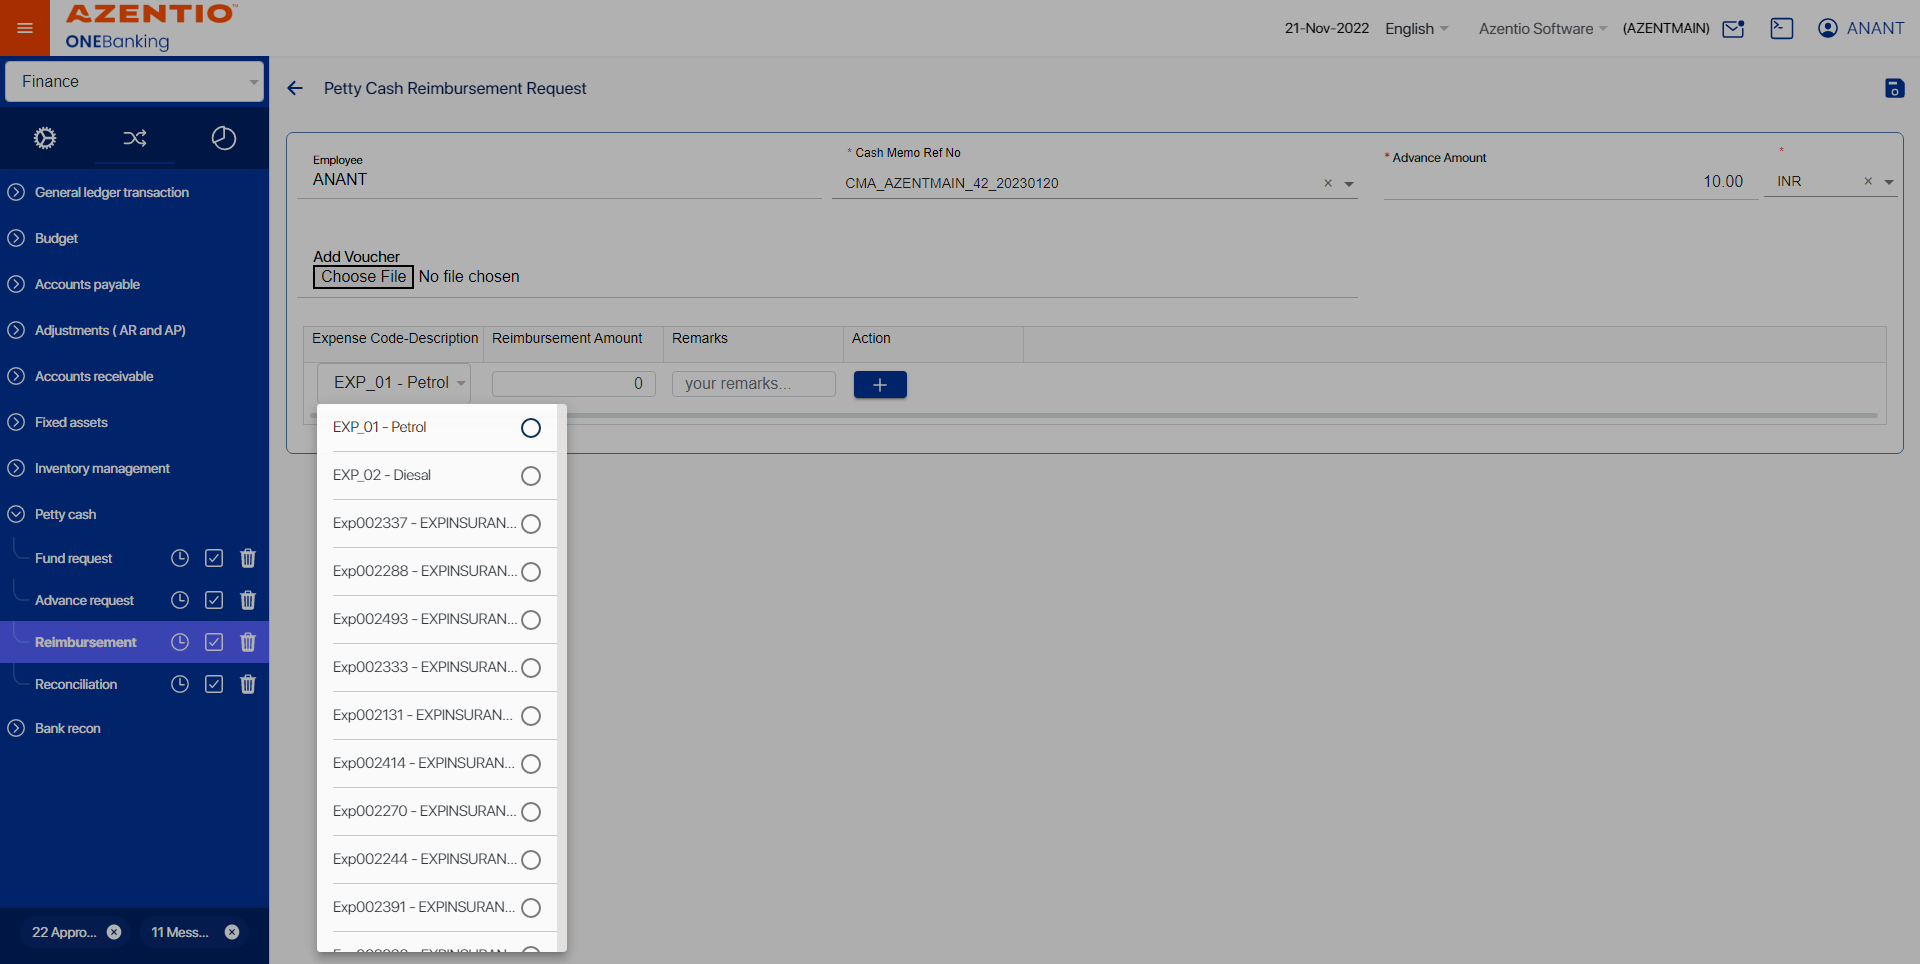 AZENTIO™
ONEBanking
21-Nov-2022 English Azentio Software (AZENTMAIN) ANANT
Finance
Petty Cash Reimbursement Request
General ledger transaction
Budget
Accounts payable
Adjustments ( AR and AP)
Accounts receivable
Fixed assets
Inventory management
Petty cash
Fund request
Advance request
Reimbursement
Reconciliation
Bank recon
22 Appro...
11 Mess...
Employee
ANANT
* Cash Memo Ref No
CMA_AZENTMAIN_42_20230120
* Advance Amount
10.00
*
INR
Add Voucher
Choose File No file chosen
Expense Code-Description Reimbursement Amount Remarks Action
EXP_01 - Petrol 0 your remarks... +
EXP_01 - Petrol
EXP_02 - Diesal
Exp002337 - EXPINSURAN...
Exp002288 - EXPINSURAN...
Exp002493 - EXPINSURAN...
Exp002333 - EXPINSURAN...
Exp002131 - EXPINSURAN...
Exp002414 - EXPINSURAN...
Exp002270 - EXPINSURAN...
Exp002244 - EXPINSURAN...
Exp002391 - EXPINSURAN...